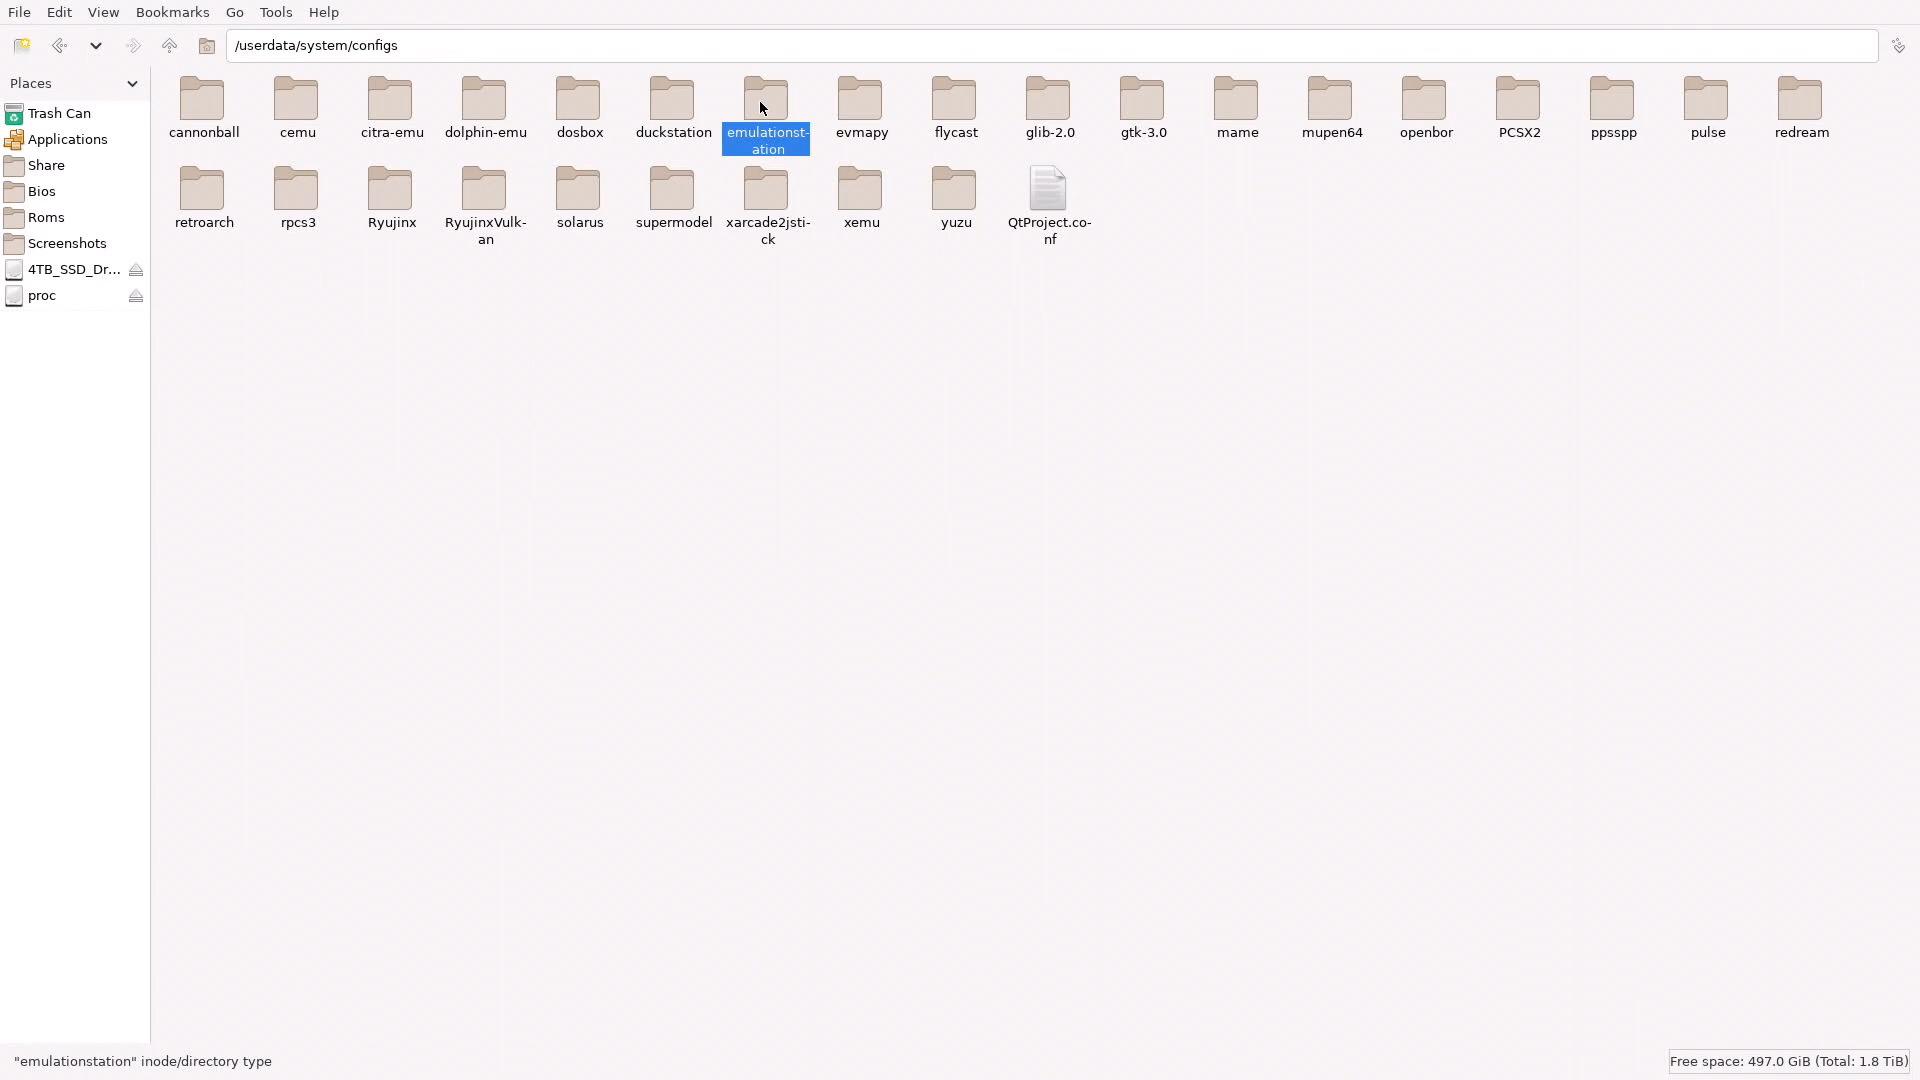 File Edit View Bookmarks Go Tools Help
/userdata/system/configs
Places
Trash Can
Applications
Share
Bios
Roms
Screenshots
4TB_SSD_Dr...
proc
cannonball cemu citra-emu dolphin-emu dosbox duckstation emulationst- evmapy flycast glib-2.0 gtk-3.0 mame mupen64 openbor PCSX2 ppsspp pulse redream
ation
retroarch rpcs3 Ryujinx RyujinxVulk- solarus supermodel xarcade2jsti- xemu yuzu QtProject.co-
an ck nf
"emulationstation" inode/directory type
Free space: 497.0 GiB (Total: 1.8 TiB)